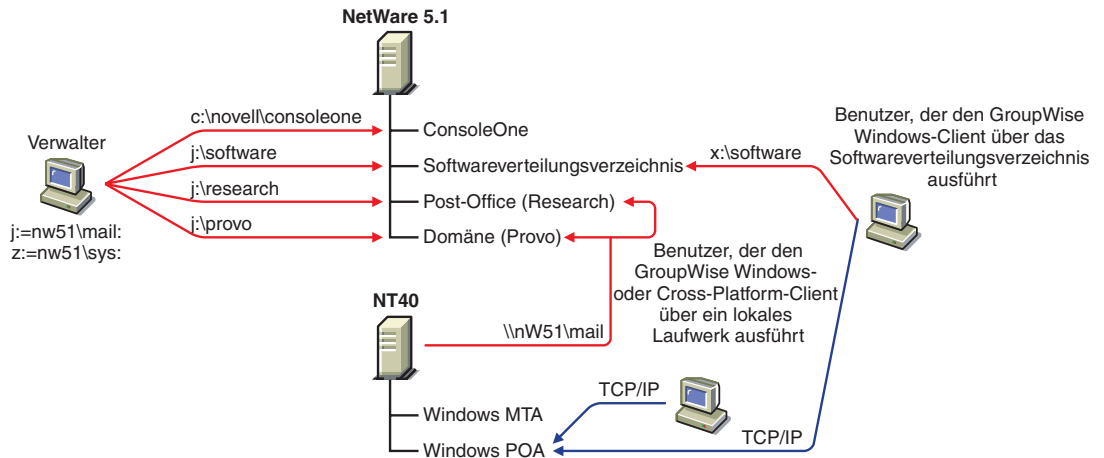 NetWare 5.1
Verwalter
j:=nw51\mail:
z:=nw51\sys:
c:\novell\consoleone
j:\software
j:\research
j:\provo
ConsoleOne
Softwareverteilungsverzeichnis
Post-Office (Research)
Domäne (Provo)
x:\software
Benutzer, der den GroupWise
Windows-Client über das
Softwareverteilungsverzeichnis
ausführt
Benutzer, der den
GroupWise Windows-
oder Cross-Platform-Client
über ein lokales
Laufwerk ausführt
NT40
\\nW51\mail
Windows MTA
Windows POA
TCP/IP
TCP/IP